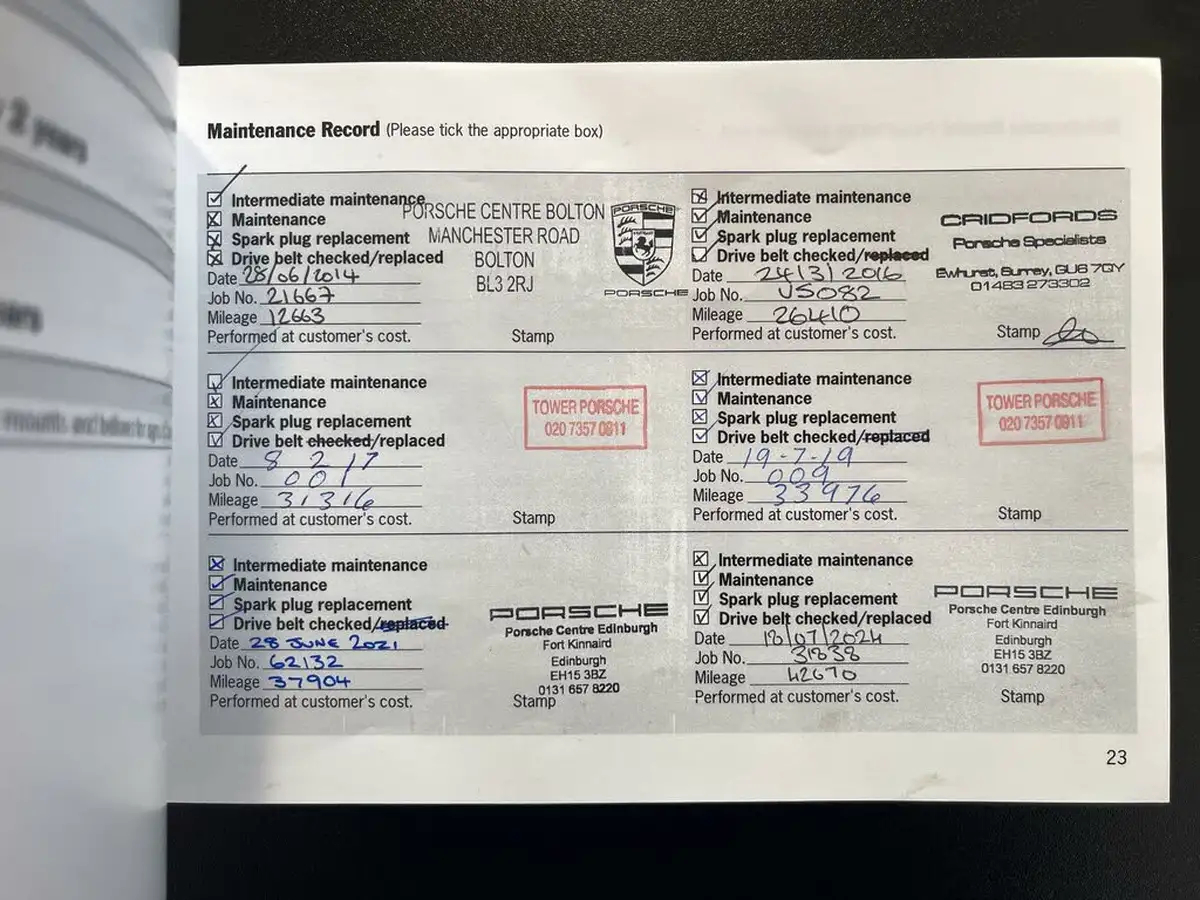 2 years
ears
Maintenance Record (Please tick the appropriate box)
Intermediate maintenance
Maintenance
Spark plug replacement
Drive belt checked/replaced
Date 28/06/2014
Job No. 21667
Mileage 12663
Performed at customer's cost.
Stamp
PORSCHE CENTRE BOLTON
MANCHESTER ROAD
BOLTON
BL3 2RJ
PORSCHE
PORSCHE
Intermediate maintenance
Maintenance
Spark plug replacement
Drive belt checked/replaced
Date 24/3/2016
Job No. US082
Mileage 26410
Performed at customer's cost.
Stamp
CRIDFORDS
Porsche Specialists
Ewhurst, Surrey, GU6 7QY
01483 273302
Intermediate maintenance
Maintenance
Spark plug replacement
Drive belt checked/replaced
Date 8 2 17
Job No. 001
Mileage 31316
Performed at customer's cost.
Stamp
TOWER PORSCHE
020 7357 0911
Intermediate maintenance
Maintenance
Spark plug replacement
Drive belt checked/replaced
Date 19-7-19
Job No. 009
Mileage 33976
Performed at customer's cost.
Stamp
TOWER PORSCHE
020 7357 0911
Intermediate maintenance
Maintenance
Spark plug replacement
Drive belt checked/replaced
Date 28 JUNE 2021
Job No. 62132
Mileage 37904
Performed at customer's cost.
Stamp
PORSCHE
Porsche Centre Edinburgh
Fort Kinnaird
Edinburgh
EH15 3BZ
0131 657 8220
Intermediate maintenance
Maintenance
Spark plug replacement
Drive belt checked/replaced
Date 18/07/2024
Job No. 31838
Mileage 42670
Performed at customer's cost.
Stamp
PORSCHE
Porsche Centre Edinburgh
Fort Kinnaird
Edinburgh
EH15 3BZ
0131 657 8220
23